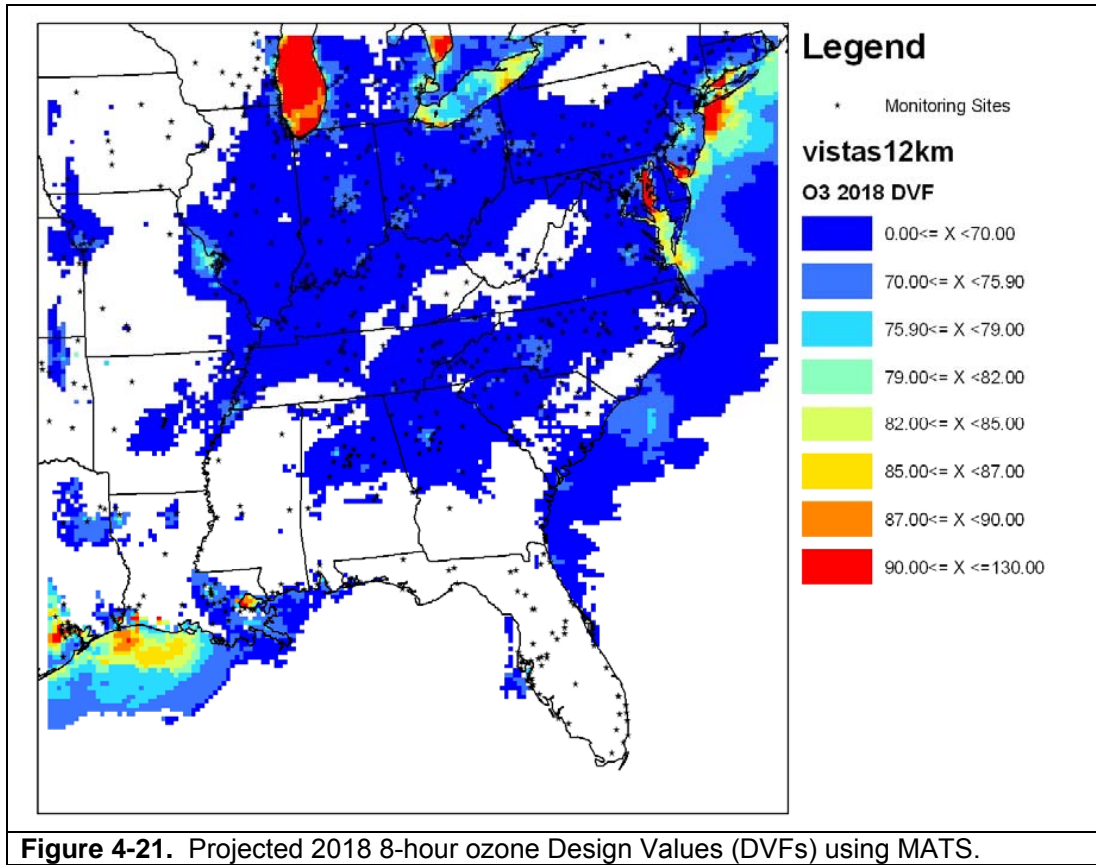 Legend
Monitoring Sites
vistas12km
O3 2018 DVF
0.00<= X <70.00
70.00<= X <75.90
75.90<= X <79.00
79.00<= X <82.00
82.00<= X <85.00
85.00<= X <87.00
87.00<= X <90.00
90.00<= X <=130.00
Figure 4-21. Projected 2018 8-hour ozone Design Values (DVFs) using MATS.